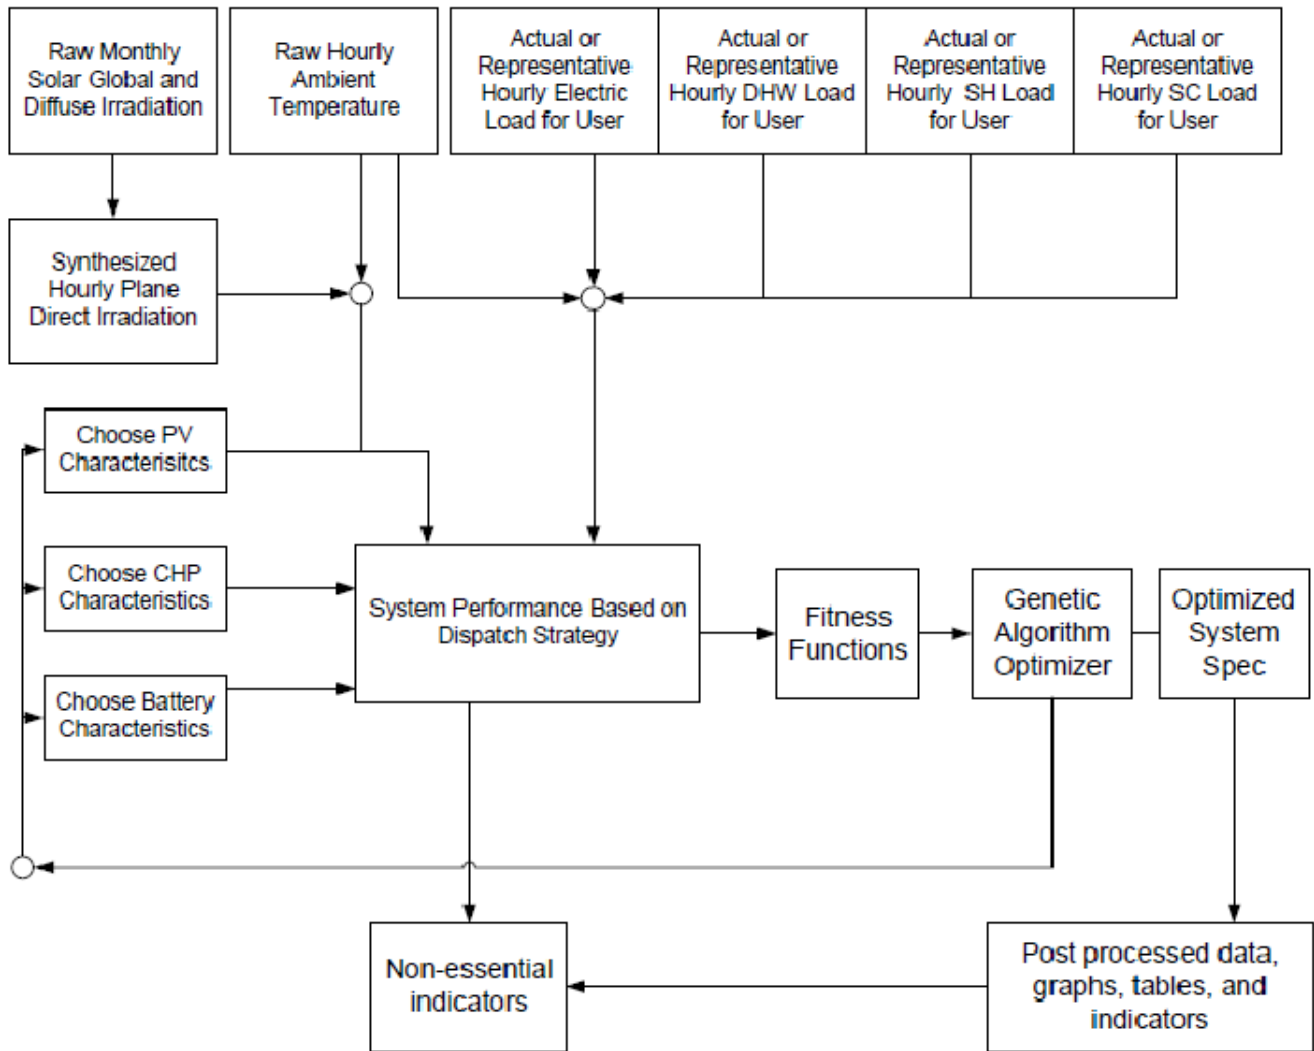 Raw Monthly
Solar Global and
Diffuse Irradiation
Raw Hourly
Ambient
Temperature
Actual or
Representative
Hourly Electric
Load for User
Actual or
Representative
Hourly DHW Load
for User
Actual or
Representative
Hourly SH Load
for User
Actual or
Representative
Hourly SC Load
for User
Synthesized
Hourly Plane
Direct Irradiation
Choose PV
Characterisitcs
Choose CHP
Characteristics
Choose Battery
Characteristics
System Performance Based on
Dispatch Strategy
Fitness
Functions
Genetic
Algorithm
Optimizer
Optimized
System
Spec
Non-essential
indicators
Post processed data,
graphs, tables, and
indicators